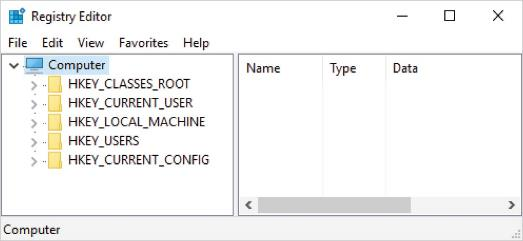 Registry Editor
File Edit View Favorites Help
Computer
HKEY_CLASSES_ROOT
HKEY_CURRENT_USER
HKEY_LOCAL_MACHINE
HKEY_USERS
HKEY_CURRENT_CONFIG
Name Type Data
Computer